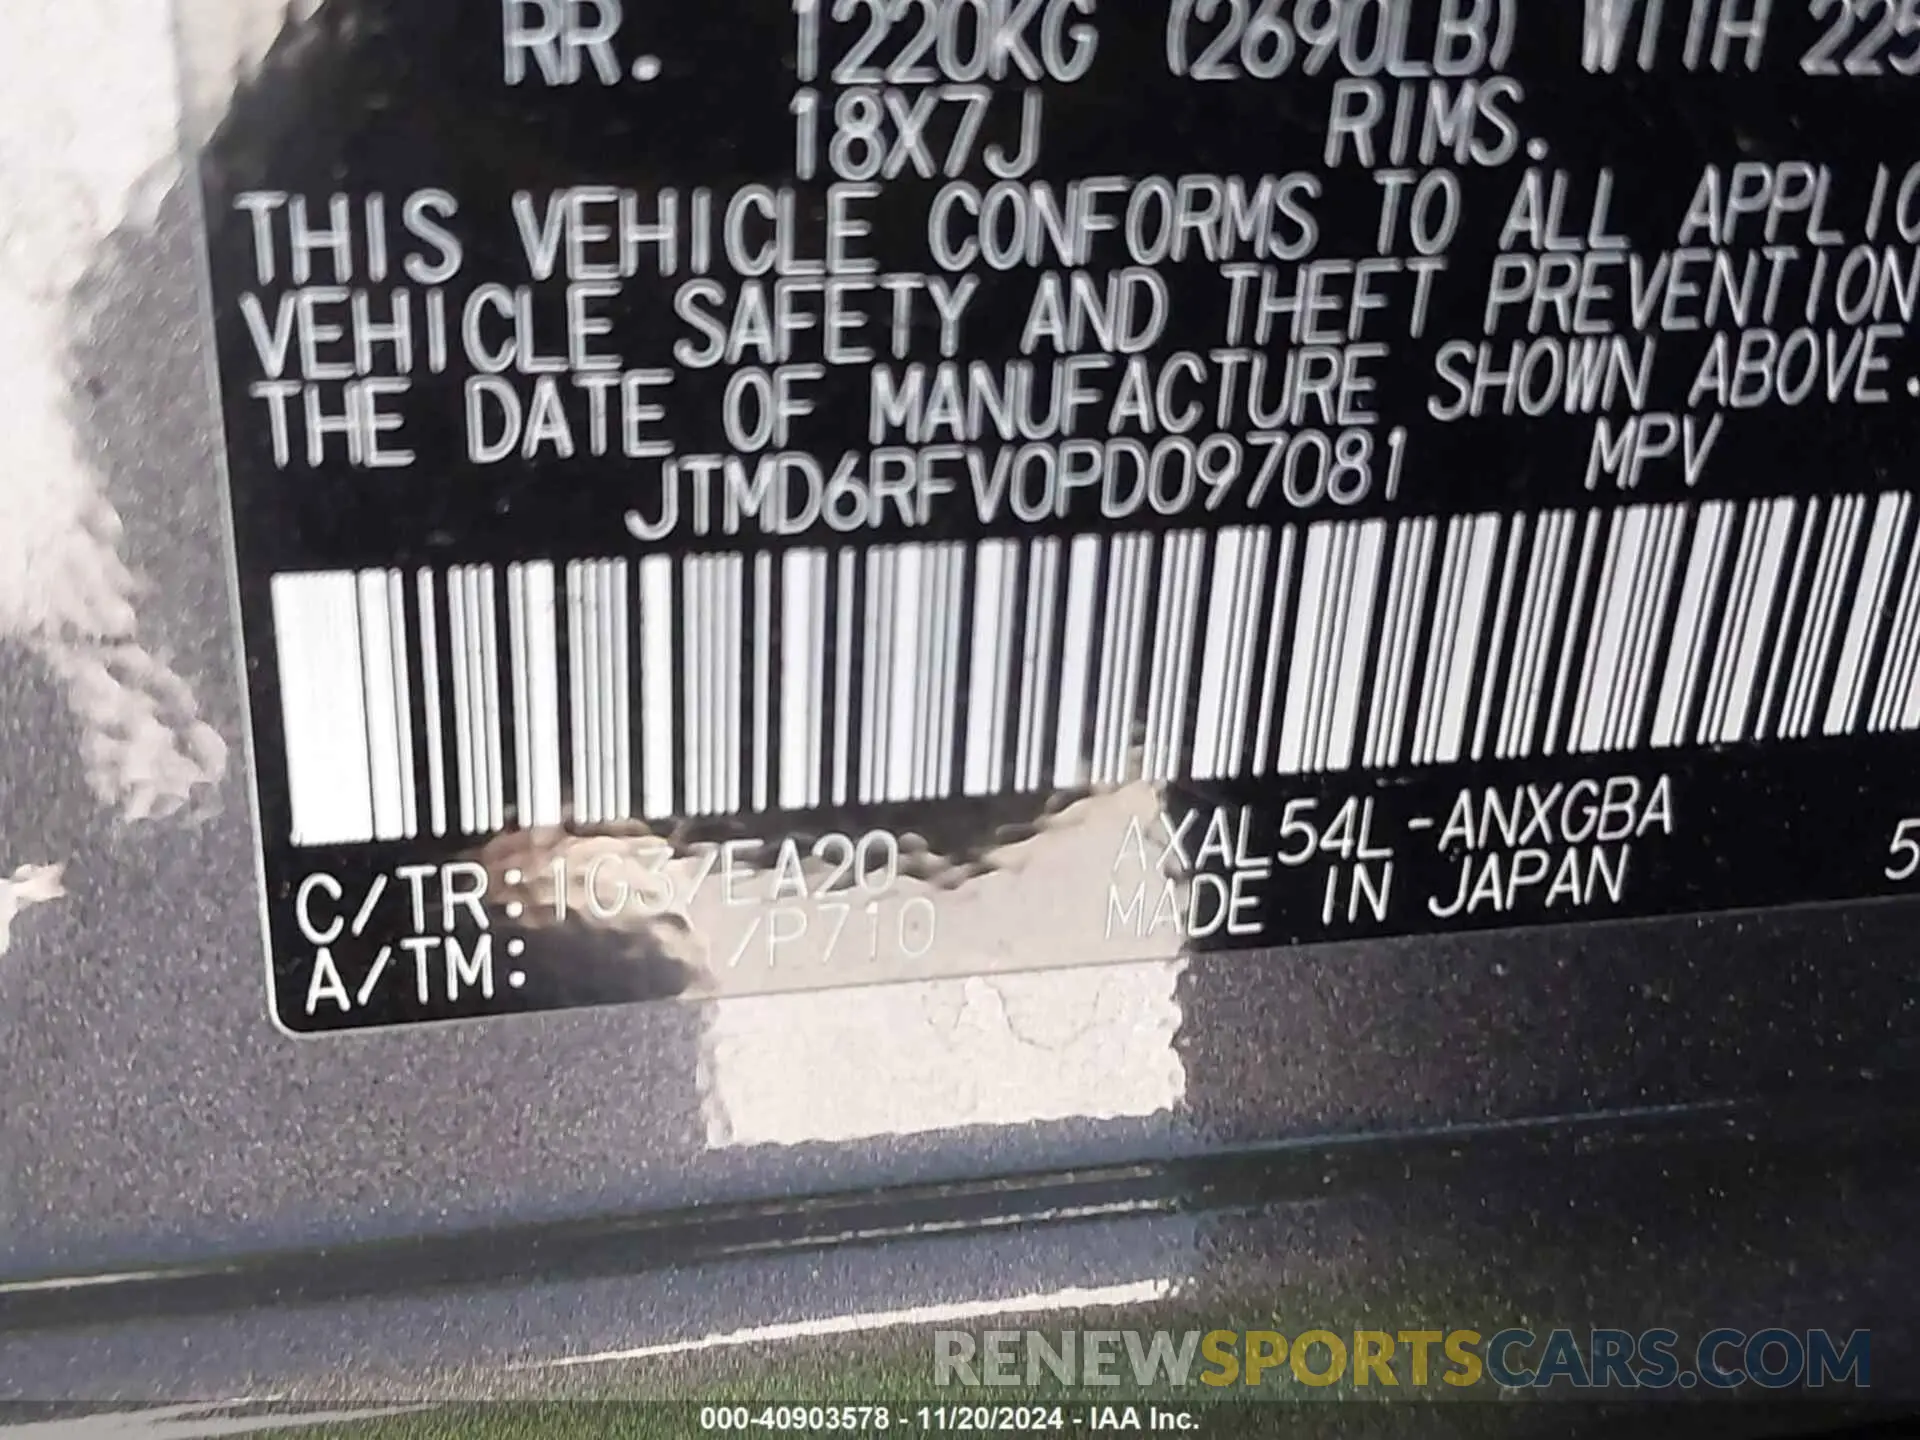 RR. 1220KG (2690LB) WITH 225
18X7J RIMS.
THIS VEHICLE CONFORMS TO ALL APPLIC
VEHICLE SAFETY AND THEFT PREVENTION
THE DATE OF MANUFACTURE SHOWN ABOVE.
JTMD6RFV0PD097081 MPV
C/TR: 1G37EA20 AXAL54L-ANXGBA
A/TM: /P710 MADE IN JAPAN 5
RENEWSPORTSCARS.COM
000-40903578 - 11/20/2024 - IAA Inc.